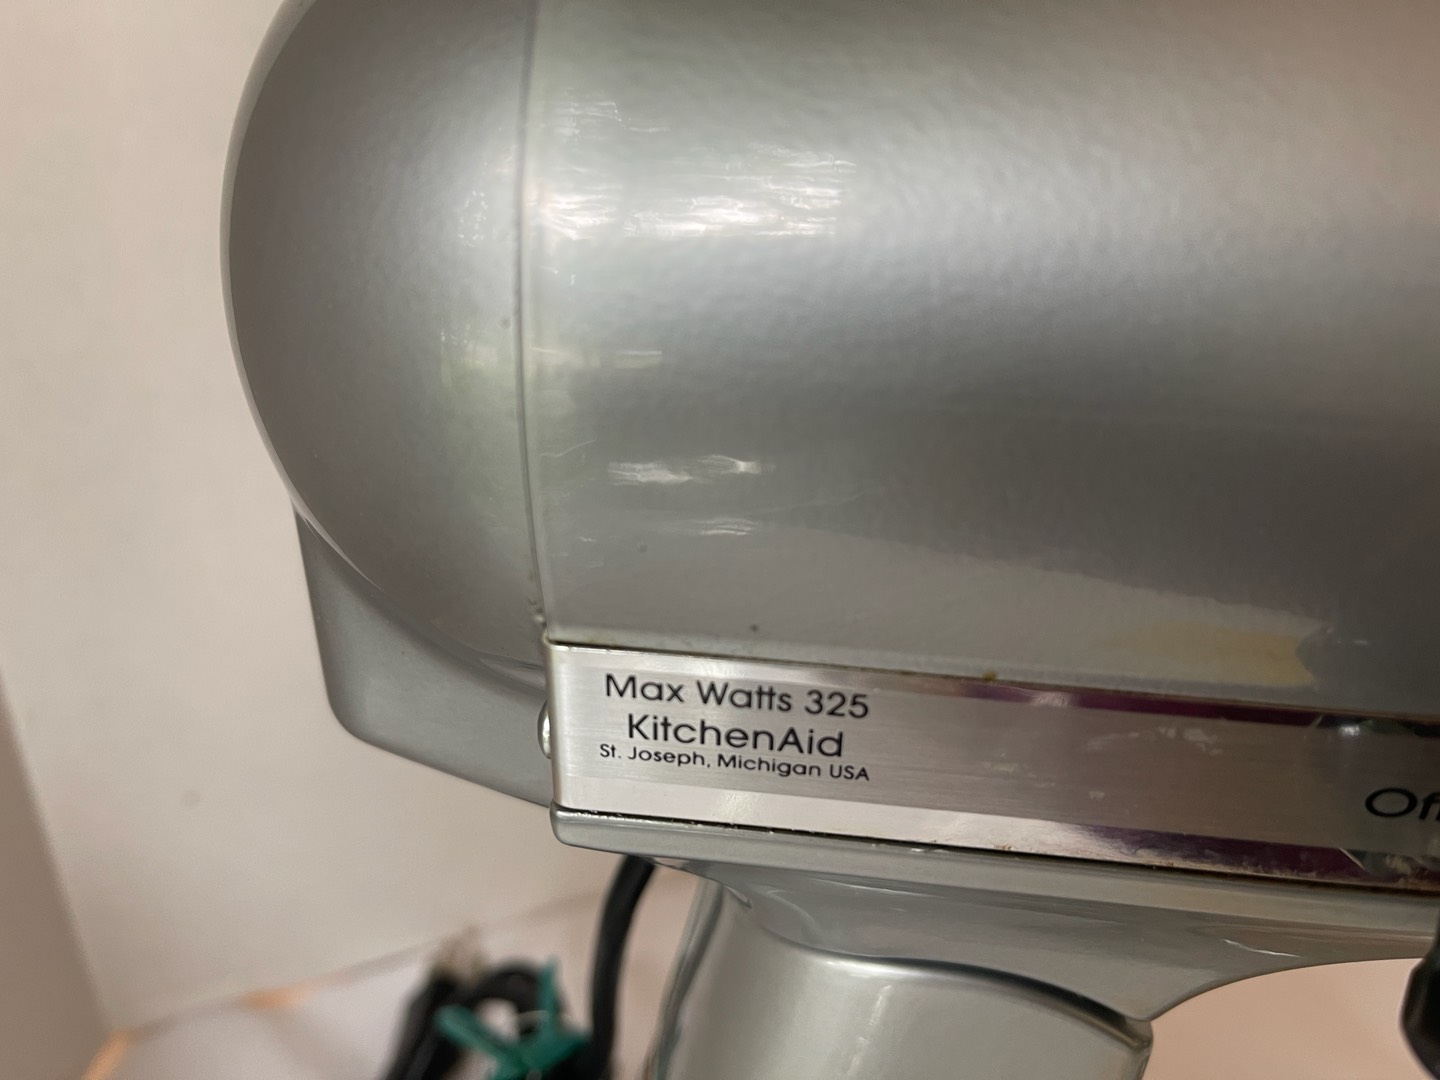 Max Watts 325
KitchenAid
St. Joseph, Michigan USA